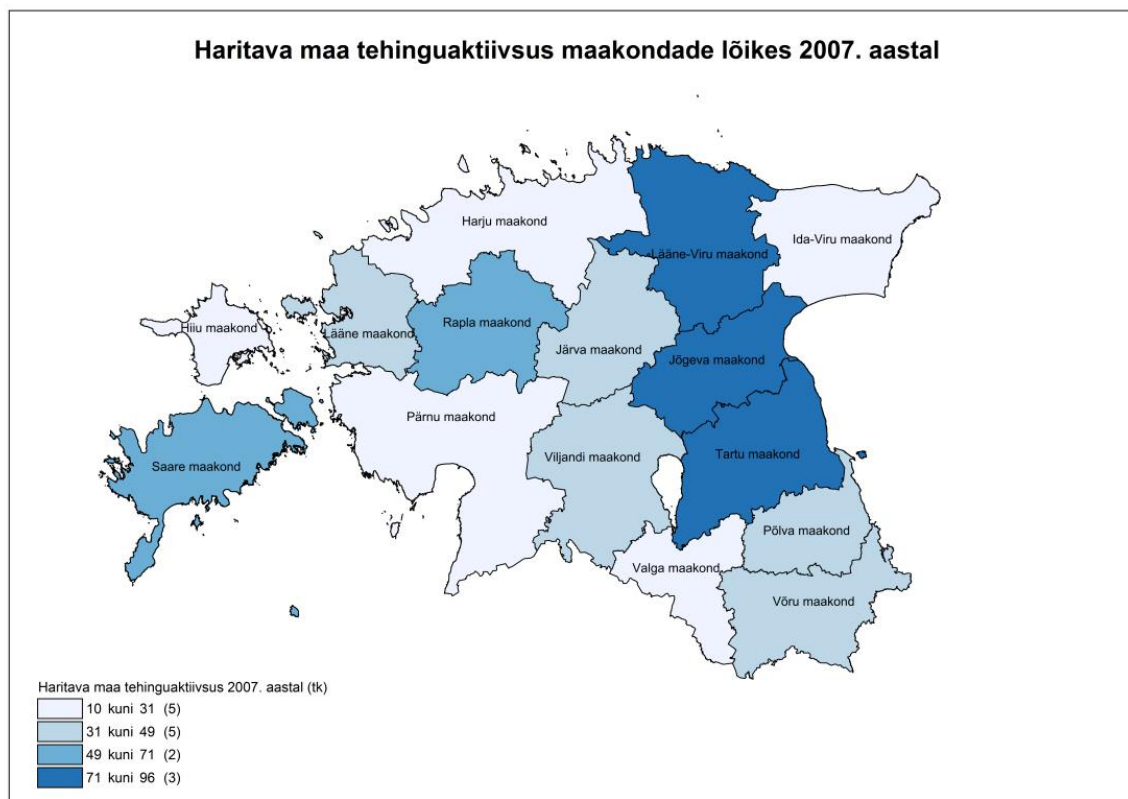 Haritava maa tehinguaktiivsus maakondade lõikes 2007. aastal
Harju maakond
Ida-Viru maakond
Lääne-Viru maakond
Hiiu maakond
Lääne maakond
Rapla maakond
Järva maakond
Jõgeva maakond
Pärnu maakond
Viljandi maakond
Tartu maakond
Saare maakond
Põlva maakond
Valga maakond
Võru maakond
Haritava maa tehinguaktiivsus 2007. aastal (tk)
10 kuni 31 (5)
31 kuni 49 (5)
49 kuni 71 (2)
71 kuni 96 (3)